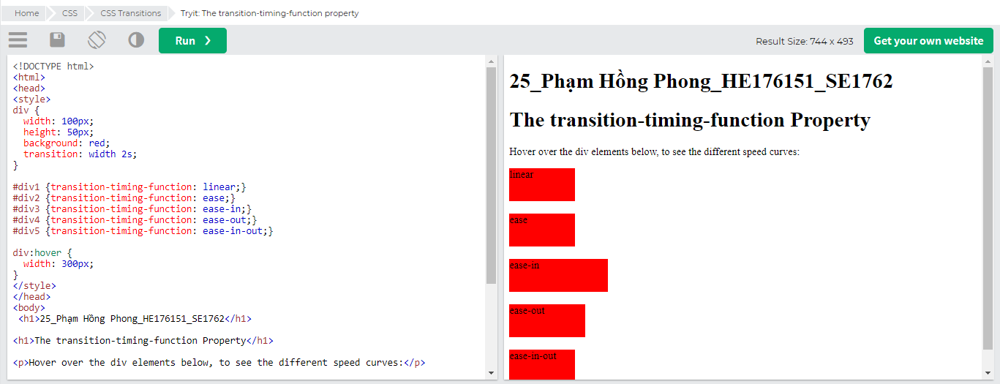 Home CSS CSS Transitions Tryit: The transition-timing-function property
Run ❯ Result Size: 744 x 493 Get your own website
<!DOCTYPE html>
<html>
<head>
<style>
div {
  width: 100px;
  height: 50px;
  background: red;
  transition: width 2s;
}
#div1 {transition-timing-function: linear;}
#div2 {transition-timing-function: ease;}
#div3 {transition-timing-function: ease-in;}
#div4 {transition-timing-function: ease-out;}
#div5 {transition-timing-function: ease-in-out;}
div:hover {
  width: 300px;
}
</style>
</head>
<body>
 <h1>25_Phạm Hồng Phong_HE176151_SE1762</h1>
<h1>The transition-timing-function Property</h1>
<p>Hover over the div elements below, to see the different speed curves:</p>
25_Phạm Hồng Phong_HE176151_SE1762
The transition-timing-function Property
Hover over the div elements below, to see the different speed curves:
linear
ease
ease-in
ease-out
ease-in-out